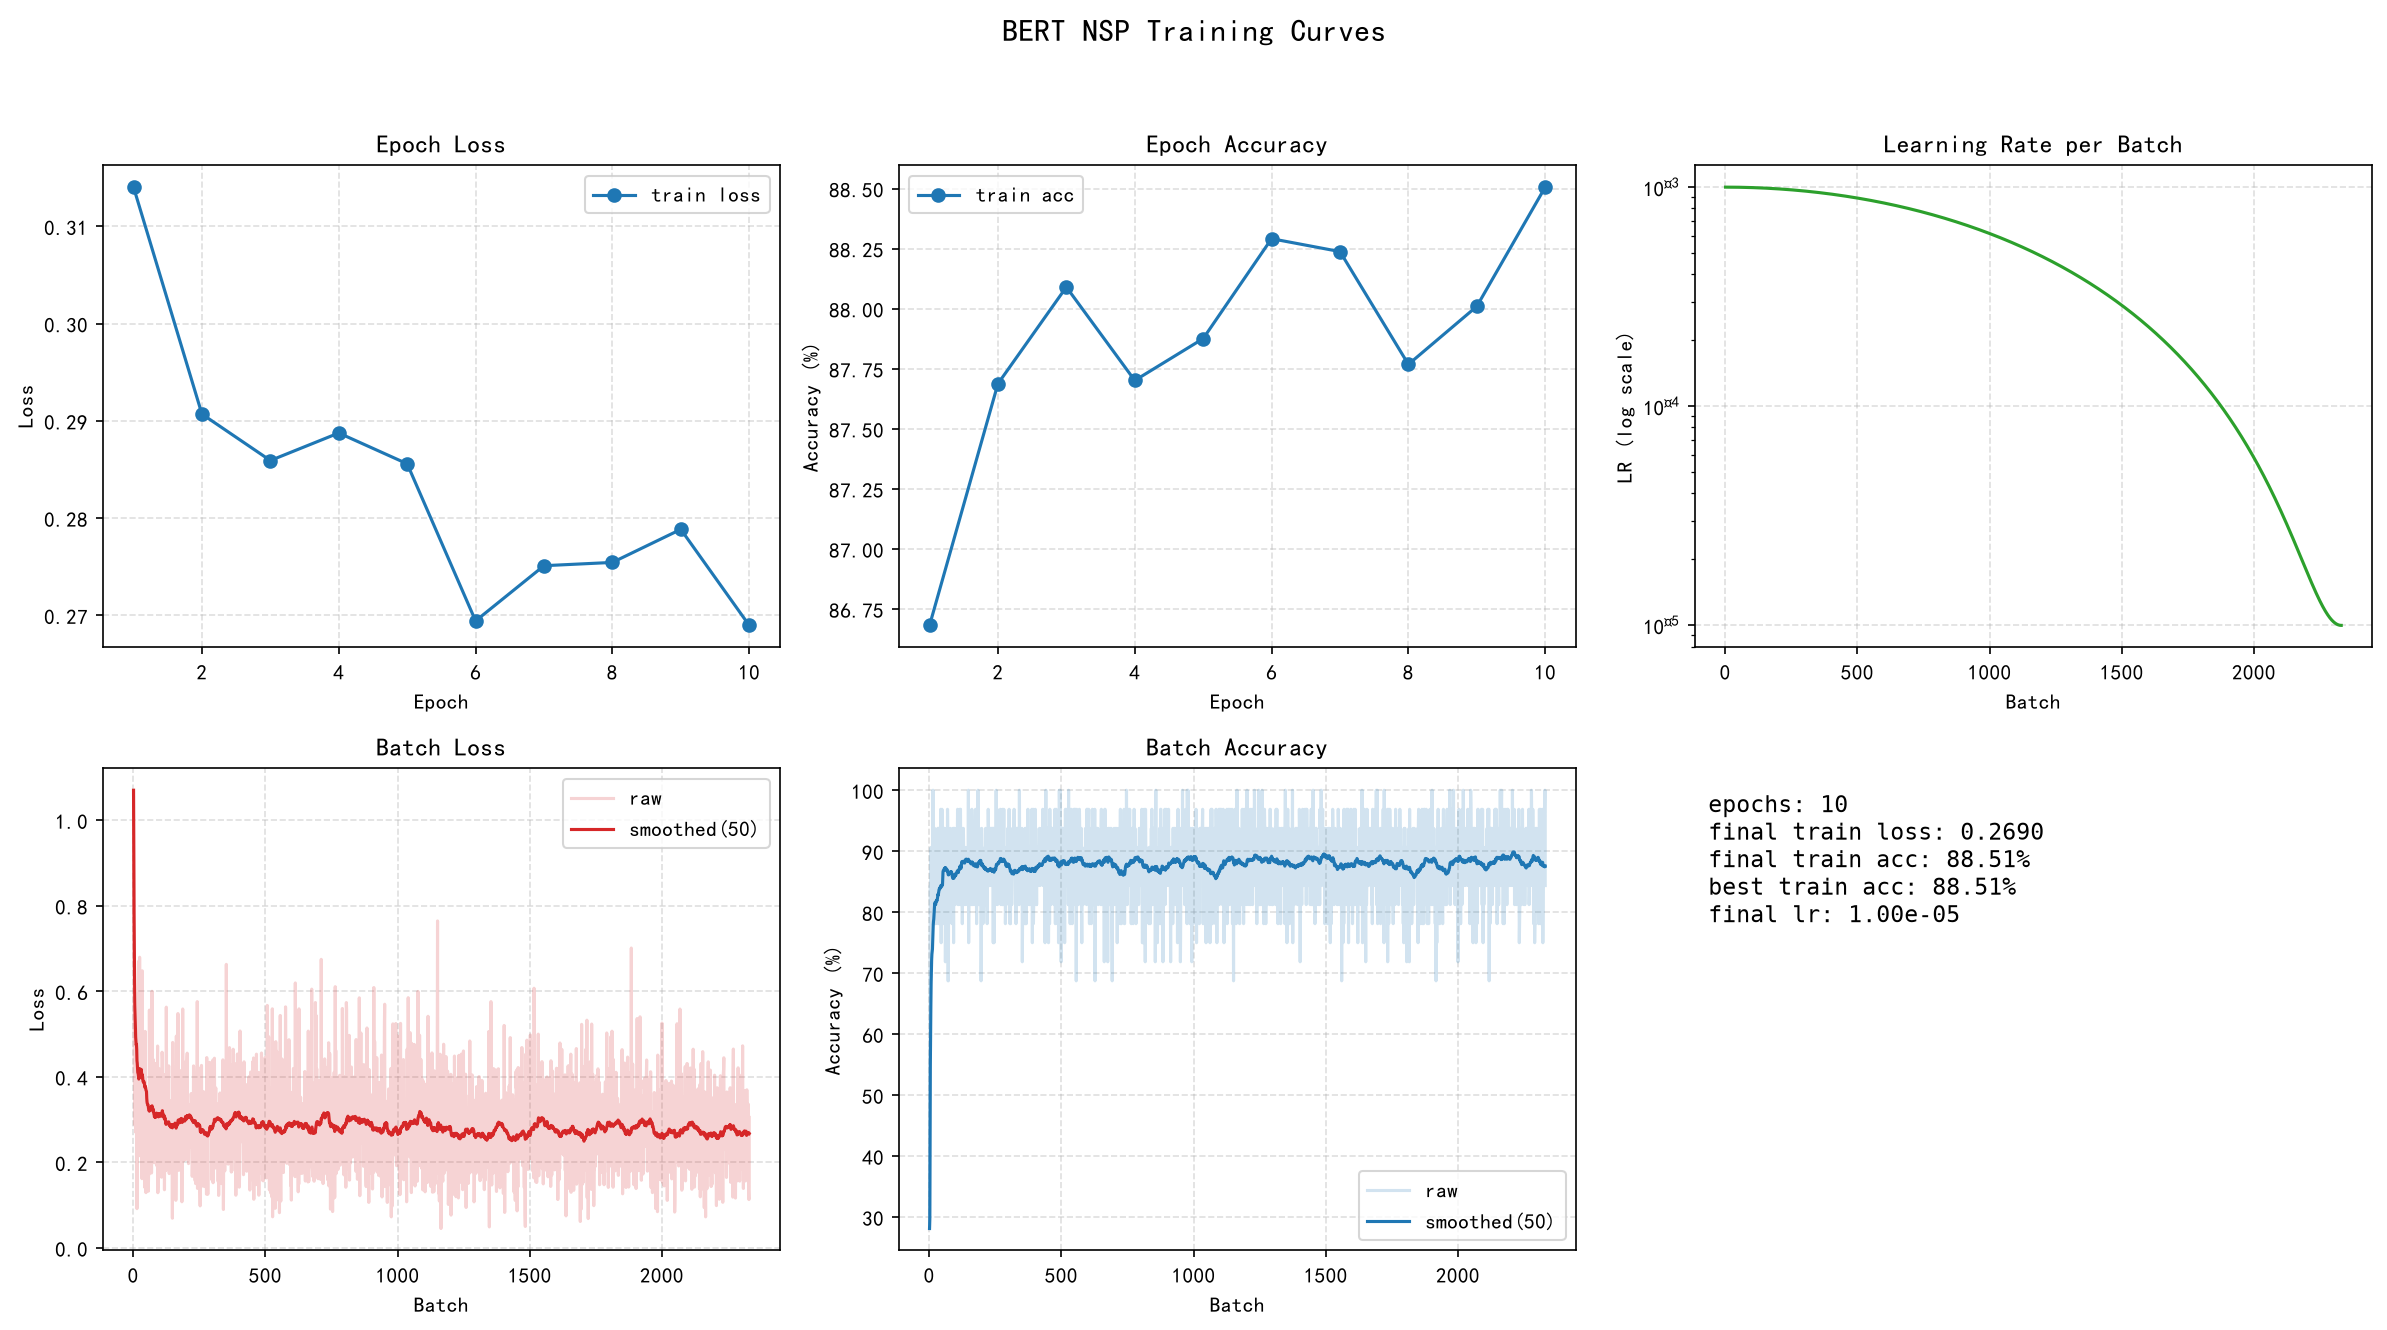 BERT NSP Training Curves
Epoch Loss
train loss
0.31
0.30
0.29
0.28
0.27
Loss
2 4 6 8 10
Epoch
Epoch Accuracy
train acc
88.50
88.25
88.00
87.75
87.50
87.25
87.00
86.75
Accuracy (%)
2 4 6 8 10
Epoch
Learning Rate per Batch
10¤3
10¤4
10¤5
LR (log scale)
0 500 1000 1500 2000
Batch
Batch Loss
raw
smoothed(50)
1.0
0.8
0.6
0.4
0.2
0.0
Loss
0 500 1000 1500 2000
Batch
Batch Accuracy
100
90
80
70
60
50
40
30
Accuracy (%)
raw
smoothed(50)
0 500 1000 1500 2000
Batch
epochs: 10
final train loss: 0.2690
final train acc: 88.51%
best train acc: 88.51%
final lr: 1.00e-05